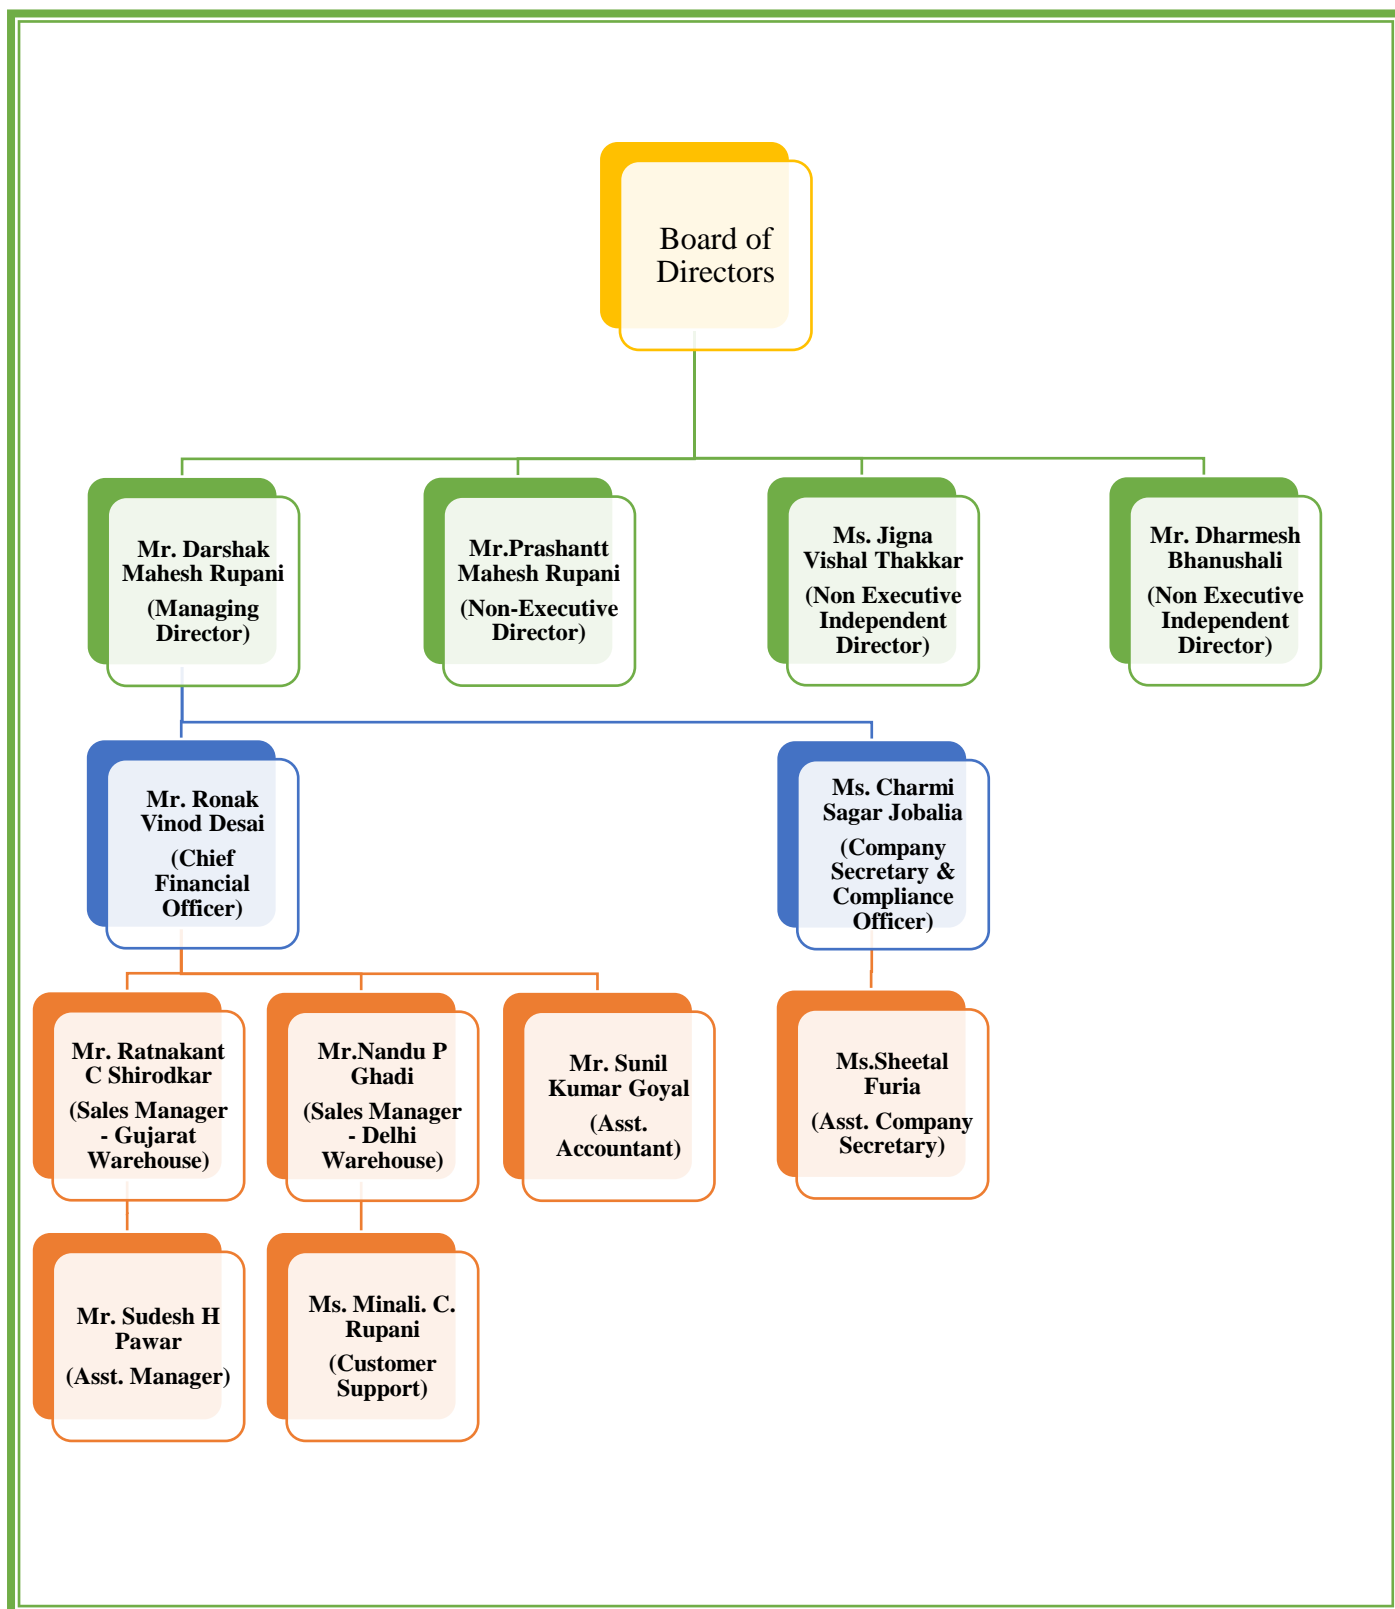 Board of
Directors
Mr. Darshak
Mahesh Rupani
(Managing
Director)
Mr.Prashantt
Mahesh Rupani
(Non-Executive
Director)
Ms. Jigna
Vishal Thakkar
(Non Executive
Independent
Director)
Mr. Dharmesh
Bhanushali
(Non Executive
Independent
Director)
Mr. Ronak
Vinod Desai
(Chief
Financial
Officer)
Ms. Charmi
Sagar Jobalia
(Company
Secretary &
Compliance
Officer)
Mr. Ratnakant
C Shirodkar
(Sales Manager
- Gujarat
Warehouse)
Mr.Nandu P
Ghadi
(Sales Manager
- Delhi
Warehouse)
Mr. Sunil
Kumar Goyal
(Asst.
Accountant)
Ms.Sheetal
Furia
(Asst. Company
Secretary)
Mr. Sudesh H
Pawar
(Asst. Manager)
Ms. Minali. C.
Rupani
(Customer
Support)